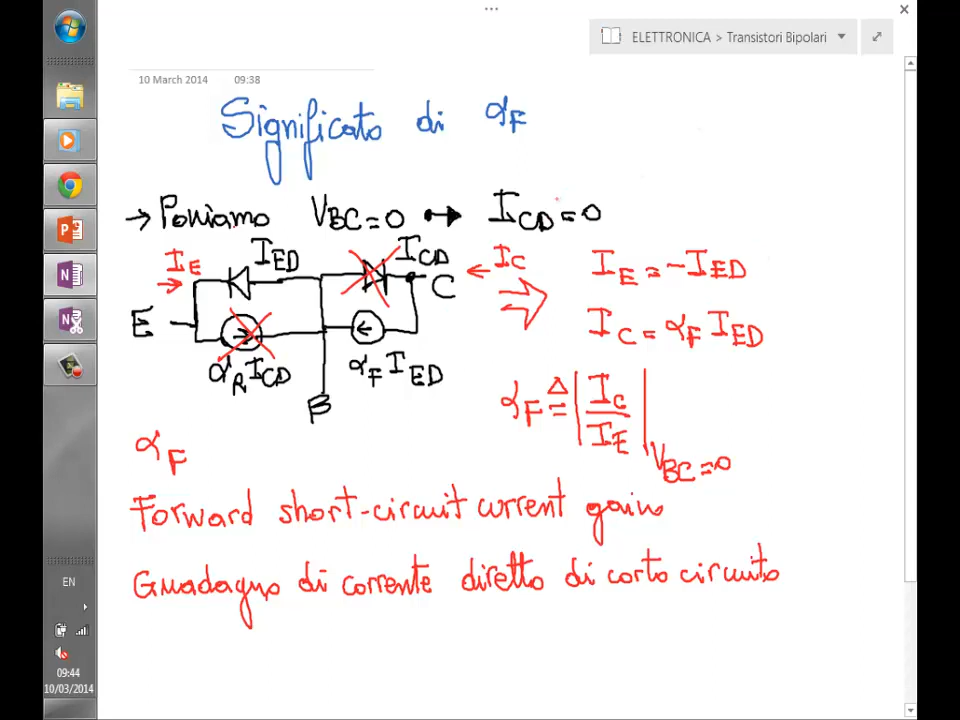 ELETTRONICA > Transistori Bipolari
10 March 2014 09:38
Significato di αF
→ Poniamo VBC=0 ↦ ICD=0
IE IED ICD IC
E C
αR ICD αF IED
B
IE = -IED
IC = αF IED
αF ≜ |IC/IE| VBC=0
αF
Forward short-circuit current gain
Guadagno di corrente diretto di corto circuito
EN
09:44
10/03/2014